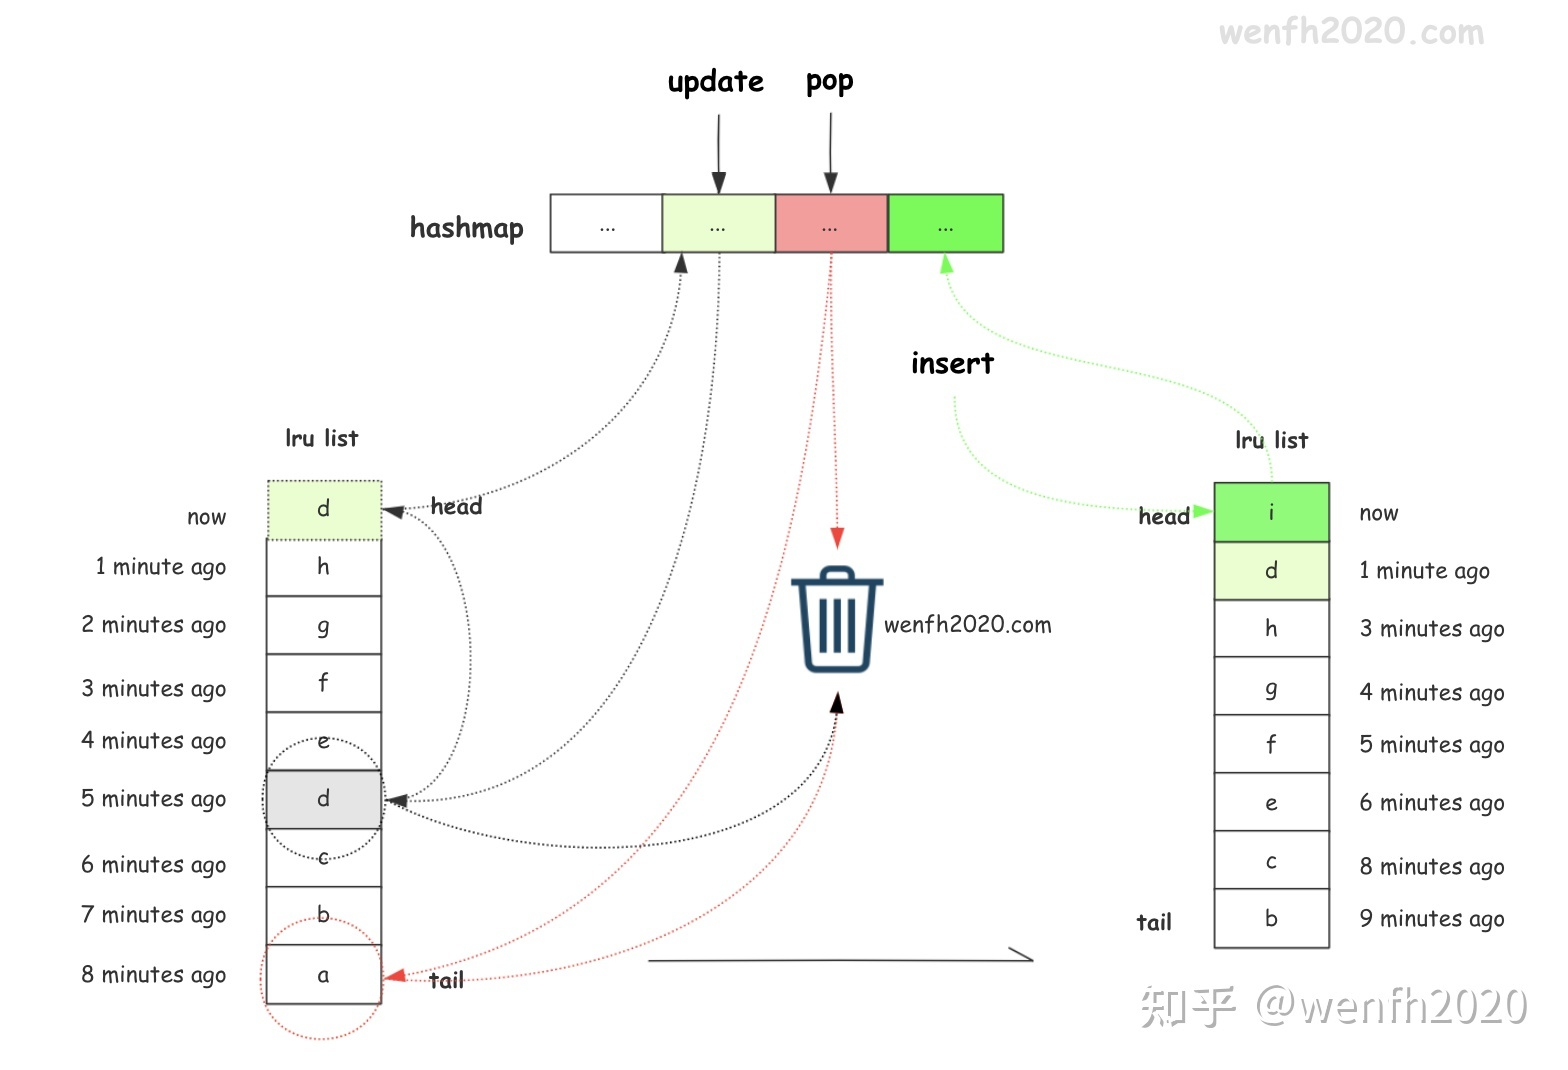 wenfh2020.com
update
pop
hashmap
...
...
...
...
insert
lru list
now
d
head
1 minute ago
h
2 minutes ago
g
3 minutes ago
f
4 minutes ago
e
5 minutes ago
d
6 minutes ago
c
7 minutes ago
b
8 minutes ago
a
tail
wenfh2020.com
lru list
head
i
now
d
1 minute ago
h
3 minutes ago
g
4 minutes ago
f
5 minutes ago
e
6 minutes ago
c
8 minutes ago
tail
b
9 minutes ago
知乎 @wenfh2020